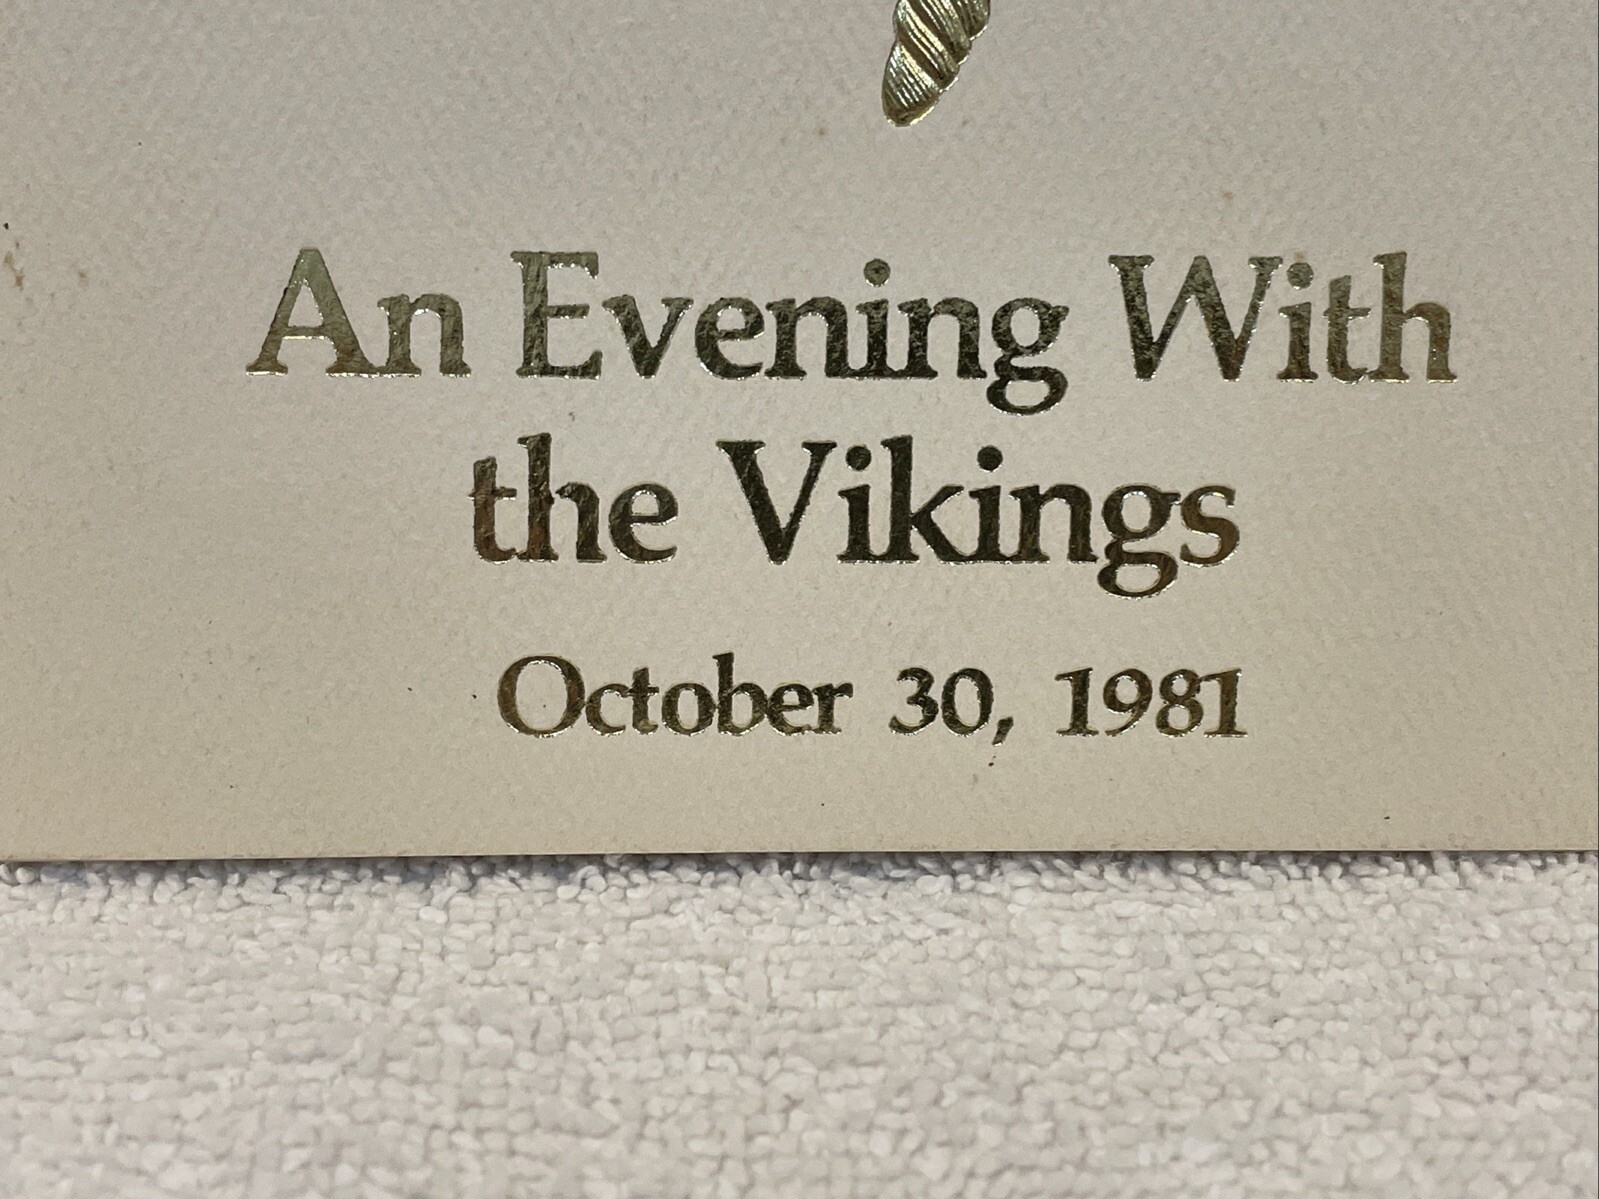 An Evening With
the Vikings
October 30, 1981